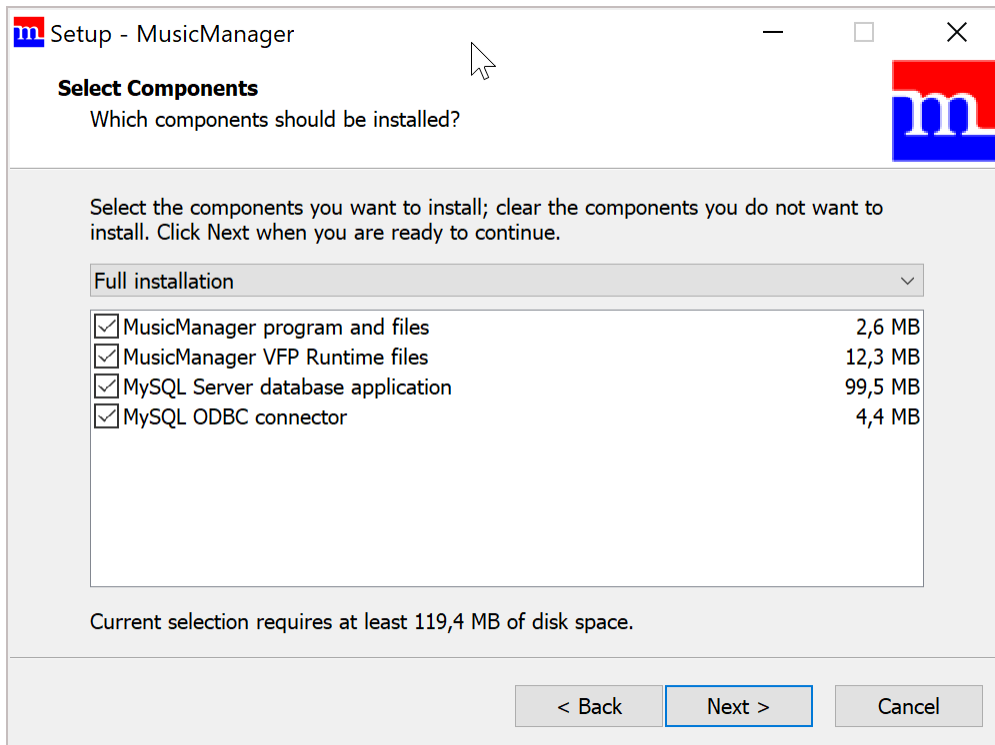 m Setup - MusicManager
Select Components
Which components should be installed?
m
Select the components you want to install; clear the components you do not want to
install. Click Next when you are ready to continue.
Full installation
MusicManager program and files 2,6 MB
MusicManager VFP Runtime files 12,3 MB
MySQL Server database application 99,5 MB
MySQL ODBC connector 4,4 MB
Current selection requires at least 119,4 MB of disk space.
< Back Next > Cancel